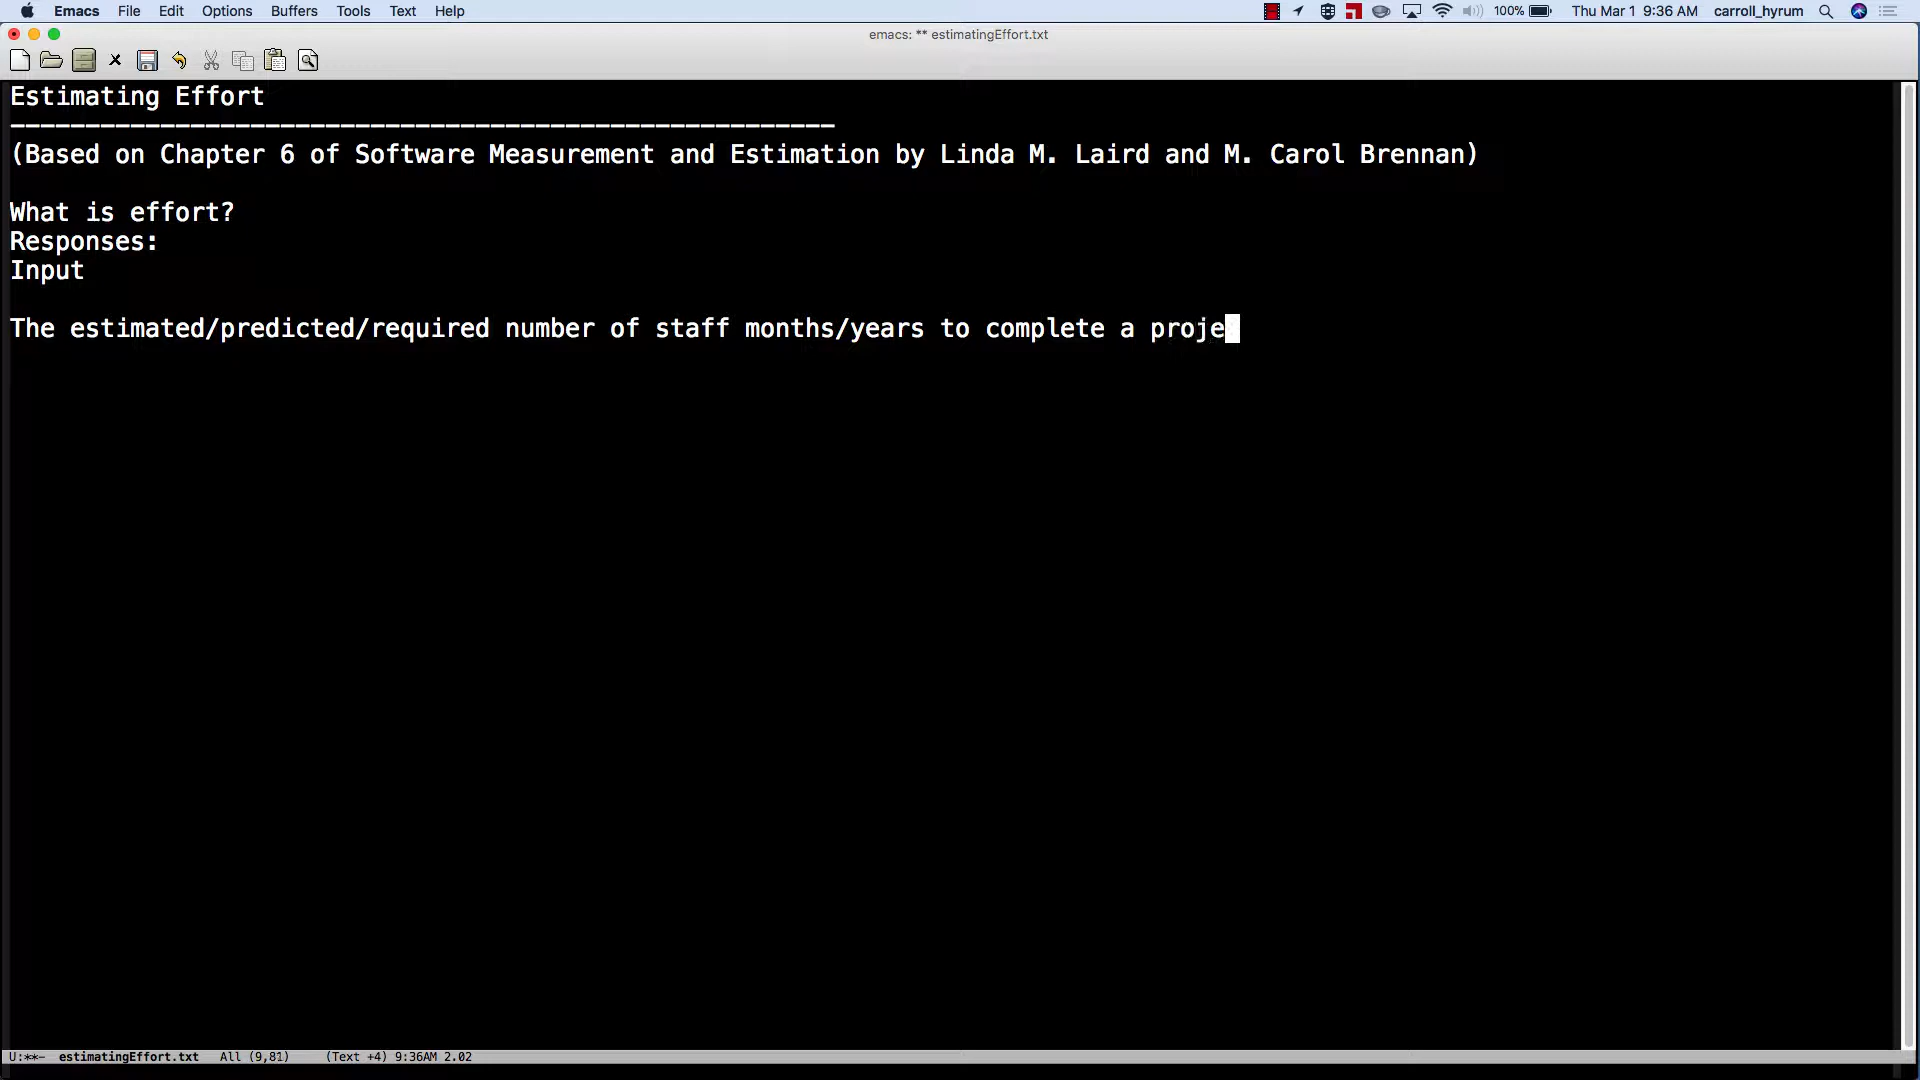 Emacs File Edit Options Buffers Tools Text Help 100% Thu Mar 1 9:36 AM carroll_hyrum
emacs: ** estimatingEffort.txt
Estimating Effort
-------------------------------------------------------
(Based on Chapter 6 of Software Measurement and Estimation by Linda M. Laird and M. Carol Brennan)
What is effort?
Responses:
Input
The estimated/predicted/required number of staff months/years to complete a proje
U:**- estimatingEffort.txt All (9,81) (Text +4) 9:36AM 2.02